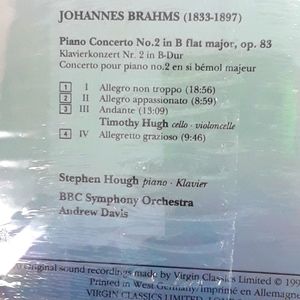 JOHANNES BRAHMS (1833-1897)
Piano Concerto No.2 in B flat major, op. 83
Klavierkonzert Nr. 2 in B-Dur
Concerto pour piano no.2 en si bémol majeur
1 I Allegro non troppo (18:56)
2 II Allegro appassionato (8:59)
3 III Andante (13:09)
Timothy Hugh cello · violoncelle
4 IV Allegretto grazioso (9:46)
Stephen Hough piano · Klavier
BBC Symphony Orchestra
Andrew Davis
Original sound recordings made by Virgin Classics Limited ©
Printed in West Germany/Imprimé en Allemagne
VIRGIN CLASSICS LIMITED